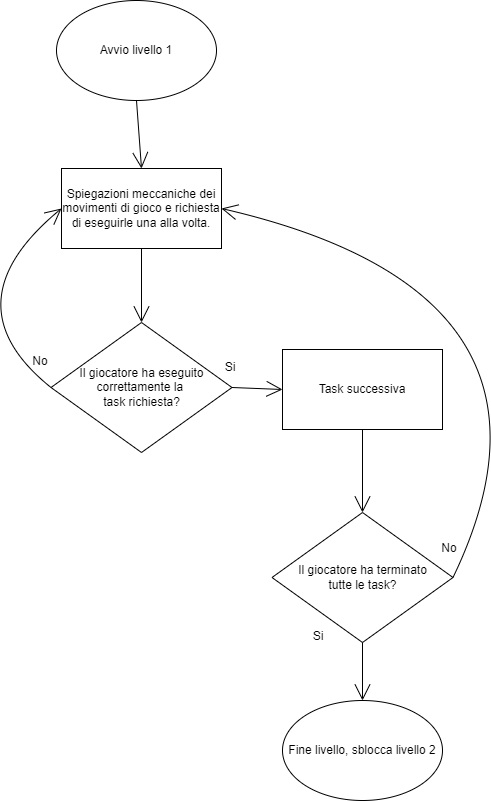 Avvio livello 1
Spiegazioni meccaniche dei
movimenti di gioco e richiesta
di eseguirle una alla volta.
No
Il giocatore ha eseguito
correttamente la
task richiesta?
Si
Task successiva
Il giocatore ha terminato
tutte le task?
No
Si
Fine livello, sblocca livello 2